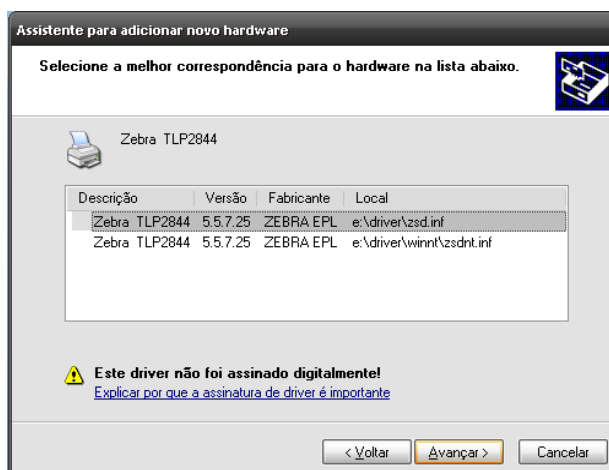 Assistente para adicionar novo hardware
Selecione a melhor correspondência para o hardware na lista abaixo.
Zebra TLP2844
Descrição Versão Fabricante Local
Zebra TLP2844 5.5.7.25 ZEBRA EPL e:\driver\zsd.inf
Zebra TLP2844 5.5.7.25 ZEBRA EPL e:\driver\winnt\zsdnt.inf
Este driver não foi assinado digitalmente!
Explicar por que a assinatura de driver é importante
< Voltar Avançar > Cancelar